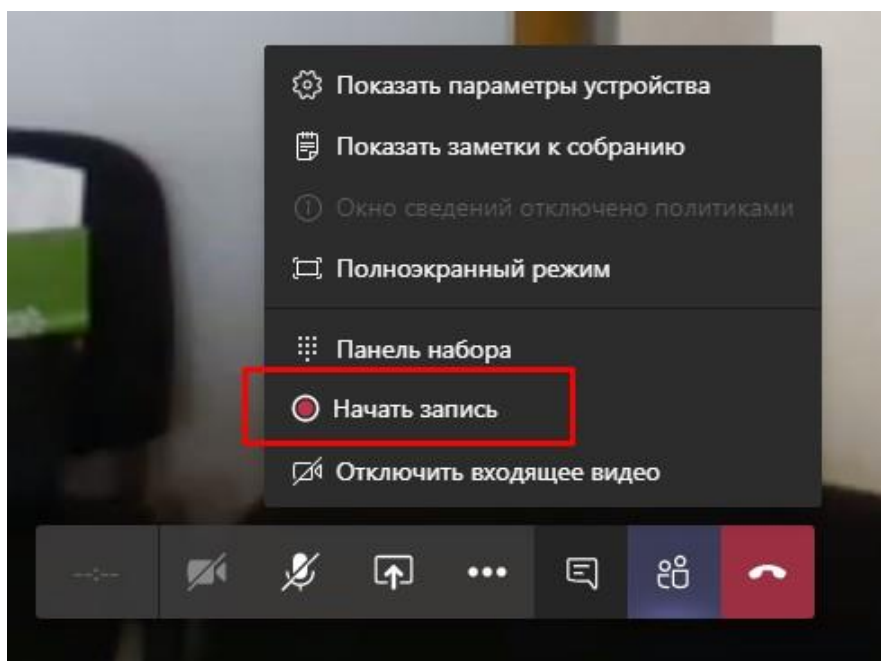 Показать параметры устройства
Показать заметки к собранию
Окно сведений отключено политиками
Полноэкранный режим
Панель набора
Начать запись
Отключить входящее видео
--:--